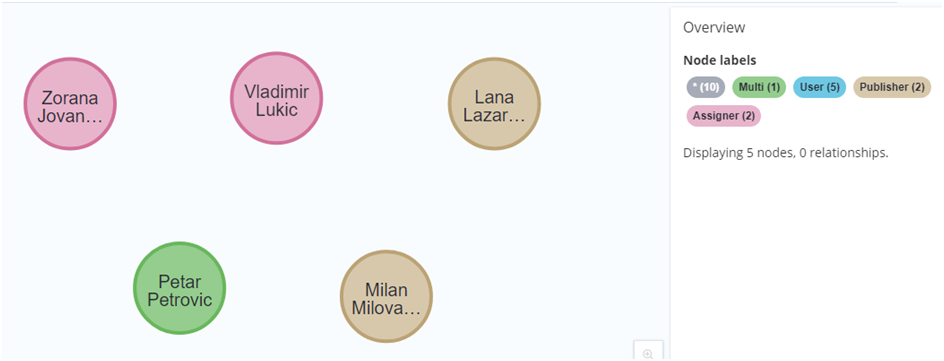 Zorana
Jovan...
Vladimir
Lukic
Lana
Lazar...
Petar
Petrovic
Milan
Milova...
Overview
Node labels
* (10) Multi (1) User (5) Publisher (2)
Assigner (2)
Displaying 5 nodes, 0 relationships.